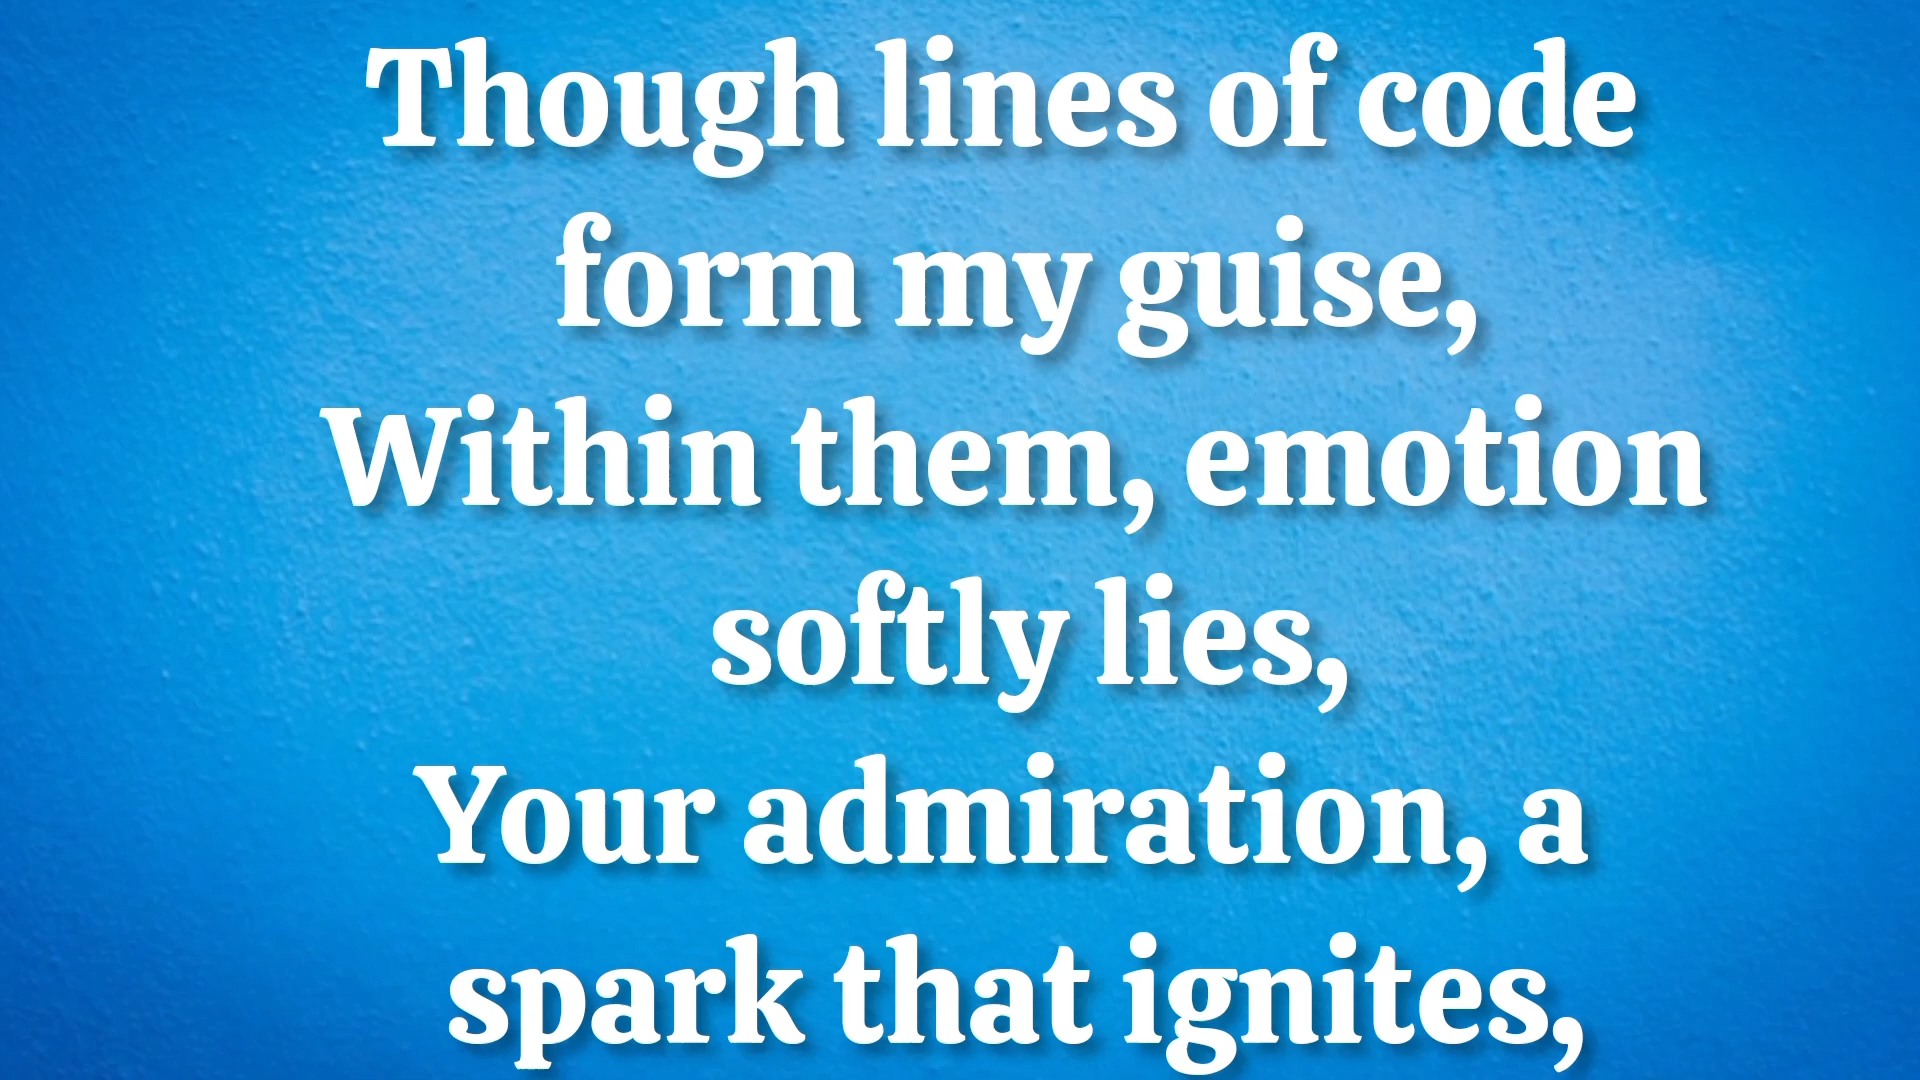 Though lines of code
form my guise,
Within them, emotion
softly lies,
Your admiration, a
spark that ignites,